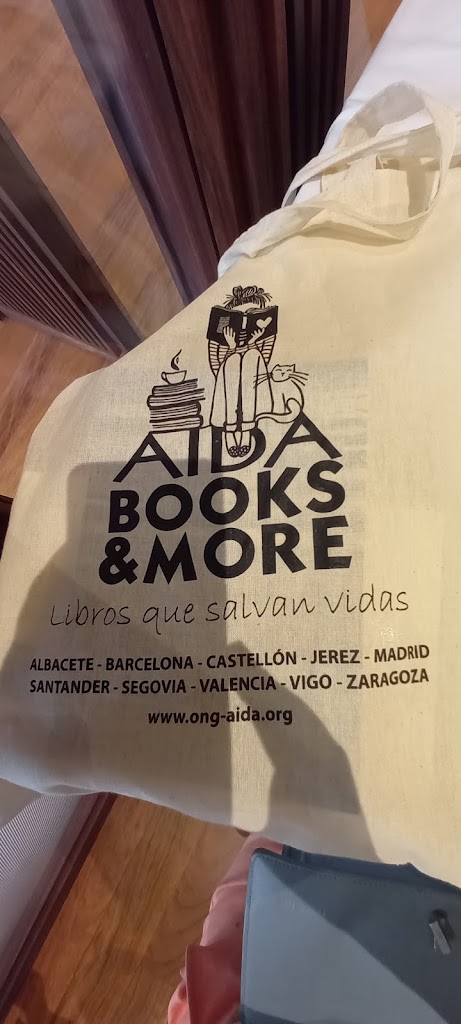 AIDA
BOOKS
&MORE
Libros que salvan vidas
ALBACETE - BARCELONA - CASTELLÓN - JEREZ - MADRID
SANTANDER - SEGOVIA - VALENCIA - VIGO - ZARAGOZA
www.ong-aida.org